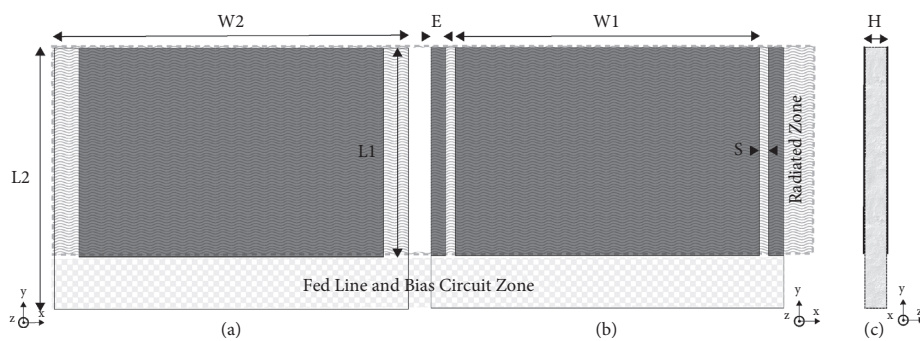 W2
E
W1
H
L2
L1
S
Radiated Zone
Fed Line and Bias Circuit Zone
y
z
x
(a)
(b)
y
z
x
(c)
y
x
z